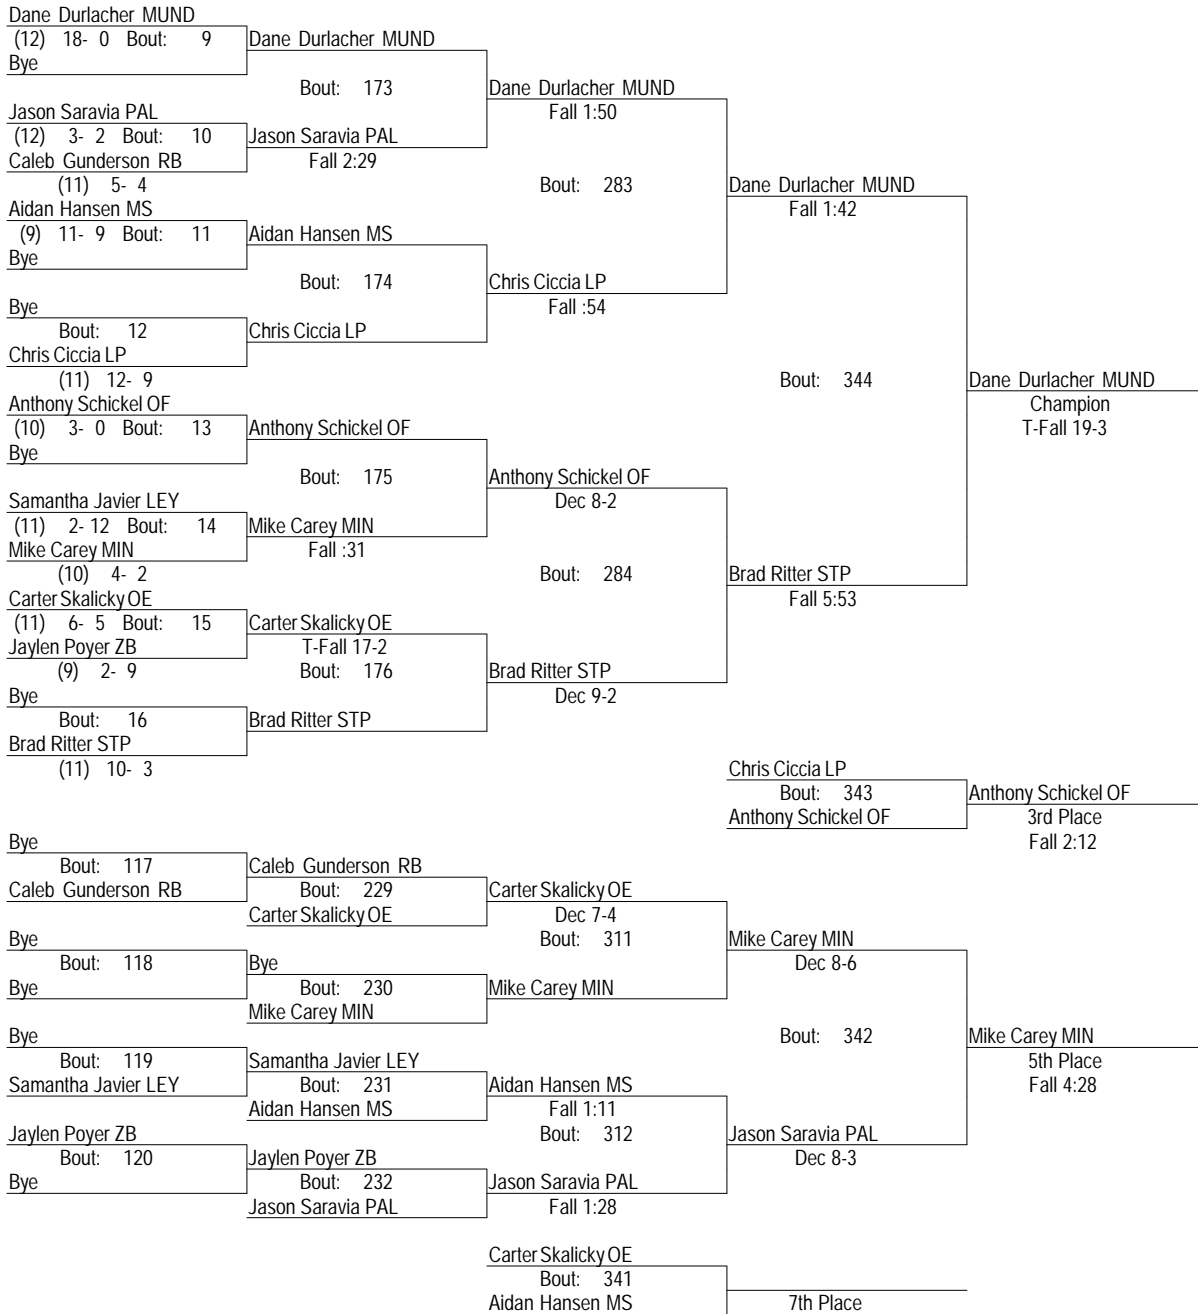 Dane Durlacher MUND
(12) 18- 0 Bout: 9 Dane Durlacher MUND
Bye
Bout: 173 Dane Durlacher MUND
Jason Saravia PAL Fall 1:50
(12) 3- 2 Bout: 10 Jason Saravia PAL
Caleb Gunderson RB Fall 2:29
(11) 5- 4 Bout: 283 Dane Durlacher MUND
Aidan Hansen MS Fall 1:42
(9) 11- 9 Bout: 11 Aidan Hansen MS
Bye
Bout: 174 Chris Ciccia LP
Bye Fall :54
Bout: 12 Chris Ciccia LP
Chris Ciccia LP
(11) 12- 9 Bout: 344 Dane Durlacher MUND
Anthony Schickel OF Champion
(10) 3- 0 Bout: 13 Anthony Schickel OF T-Fall 19-3
Bye
Bout: 175 Anthony Schickel OF
Samantha Javier LEY Dec 8-2
(11) 2- 12 Bout: 14 Mike Carey MIN
Mike Carey MIN Fall :31
(10) 4- 2 Bout: 284 Brad Ritter STP
Carter Skalicky OE Fall 5:53
(11) 6- 5 Bout: 15 Carter Skalicky OE
Jaylen Poyer ZB T-Fall 17-2
(9) 2- 9 Bout: 176 Brad Ritter STP
Bye Dec 9-2
Bout: 16 Brad Ritter STP
Brad Ritter STP
(11) 10- 3 Chris Ciccia LP
Bout: 343 Anthony Schickel OF
Anthony Schickel OF 3rd Place
Bye Fall 2:12
Bout: 117 Caleb Gunderson RB
Caleb Gunderson RB Bout: 229 Carter Skalicky OE
Carter Skalicky OE Dec 7-4
Bye Bout: 311 Mike Carey MIN
Bout: 118 Bye Dec 8-6
Bye Bout: 230 Mike Carey MIN
Mike Carey MIN
Bye Bout: 342 Mike Carey MIN
Bout: 119 Samantha Javier LEY 5th Place
Samantha Javier LEY Bout: 231 Aidan Hansen MS Fall 4:28
Aidan Hansen MS Fall 1:11
Jaylen Poyer ZB Bout: 312 Jason Saravia PAL
Bout: 120 Jaylen Poyer ZB Dec 8-3
Bye Bout: 232 Jason Saravia PAL
Jason Saravia PAL Fall 1:28
Carter Skalicky OE
Bout: 341
Aidan Hansen MS 7th Place